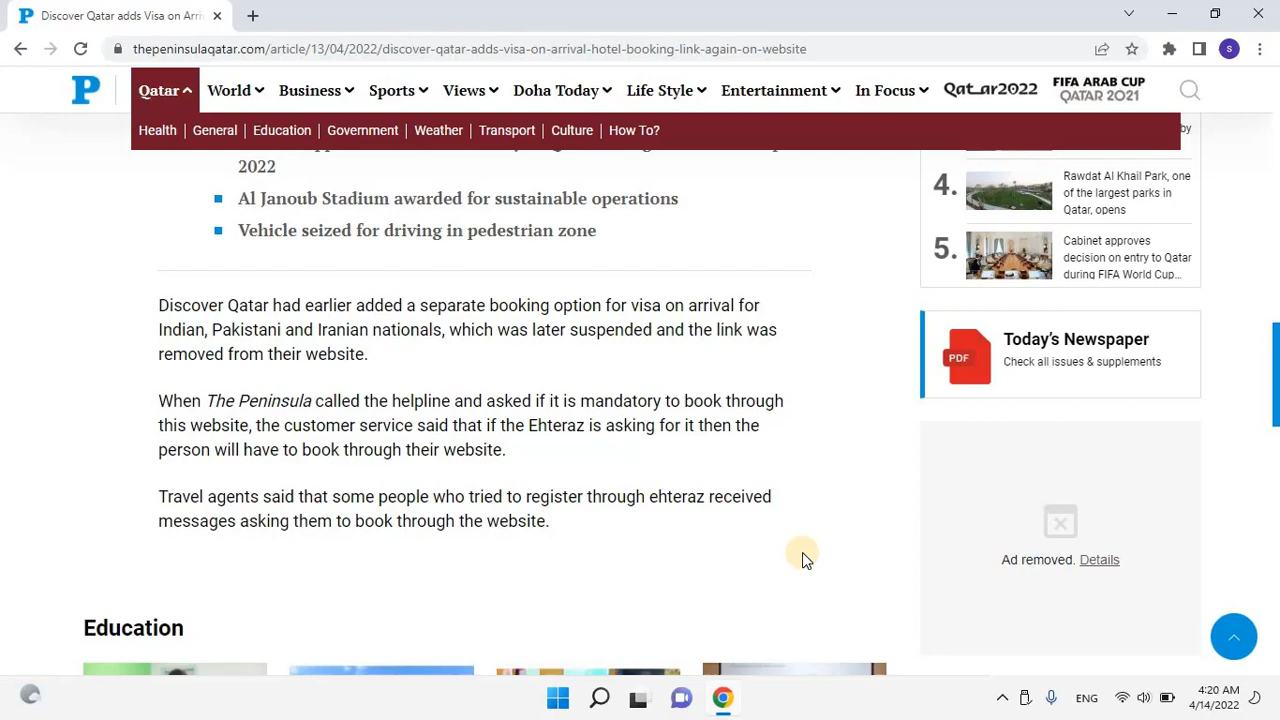 Discover Qatar adds Visa on Arri
thepeninsulaqatar.com/article/13/04/2022/discover-qatar-adds-visa-on-arrival-hotel-booking-link-again-on-website
S
P
Qatar World Business Sports Views Doha Today Life Style Entertainment In Focus Qatar2022 FIFA ARAB CUP
QATAR 2021
Health General Education Government Weather Transport Culture How To?
by
2022
Al Janoub Stadium awarded for sustainable operations
Vehicle seized for driving in pedestrian zone
Discover Qatar had earlier added a separate booking option for visa on arrival for
Indian, Pakistani and Iranian nationals, which was later suspended and the link was
removed from their website.
When The Peninsula called the helpline and asked if it is mandatory to book through
this website, the customer service said that if the Ehteraz is asking for it then the
person will have to book through their website.
Travel agents said that some people who tried to register through ehteraz received
messages asking them to book through the website.
Education
4. Rawdat Al Khail Park, one
of the largest parks in
Qatar, opens
5. Cabinet approves
decision on entry to Qatar
during FIFA World Cup...
Today's Newspaper
PDF
Check all issues & supplements
Ad removed. Details
ENG
4:20 AM
4/14/2022